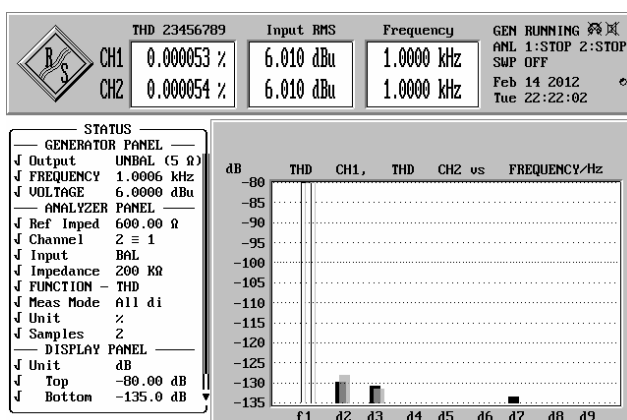 THD 23456789 Input RMS Frequency
R S CH1 0.000053 % 6.010 dBu 1.0000 kHz
CH2 0.000054 % 6.010 dBu 1.0000 kHz
GEN RUNNING
ANL 1:STOP 2:STOP
SWP OFF
Feb 14 2012
Tue 22:22:02
STATUS
GENERATOR PANEL
Output UNBAL (5 Ω)
FREQUENCY 1.0006 kHz
VOLTAGE 6.0000 dBu
ANALYZER PANEL
Ref Imped 600.00 Ω
Channel 2 ≡ 1
Input BAL
Impedance 200 KΩ
FUNCTION - THD
Meas Mode All di
Unit %
Samples 2
DISPLAY PANEL
Unit dB
Top -80.00 dB
Bottom -135.0 dB
dB THD CH1, THD CH2 vs FREQUENCY/Hz
-80
-85
-90
-95
-100
-105
-110
-115
-120
-125
-130
-135
f1 d2 d3 d4 d5 d6 d7 d8 d9